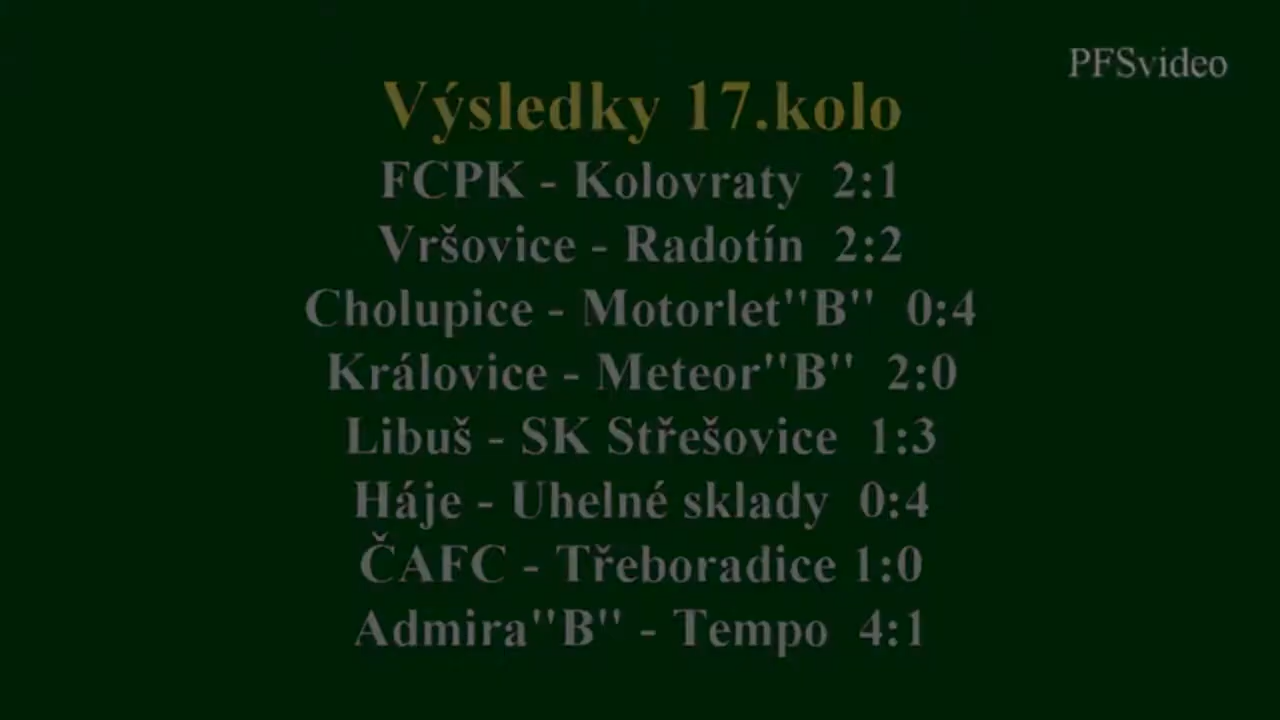 PFSvideo
Výsledky 17.kolo
FCPK - Kolovraty 2:1
Vršovice - Radotín 2:2
Cholupice - Motorlet"B" 0:4
Královice - Meteor"B" 2:0
Libuš - SK Střešovice 1:3
Háje - Uhelné sklady 0:4
ČAFC - Třeboradice 1:0
Admira"B" - Tempo 4:1